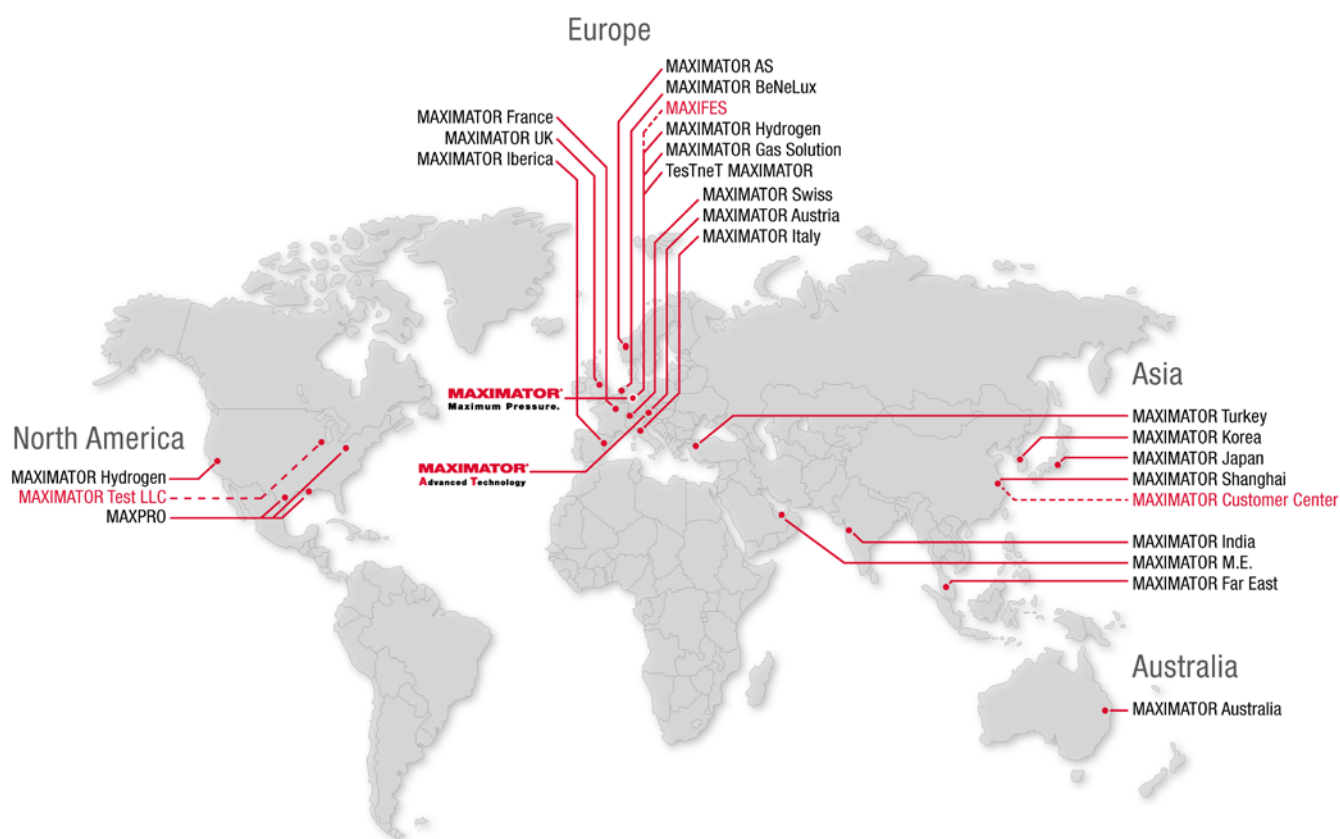 Europe
MAXIMATOR AS
MAXIMATOR BeNeLux
MAXIFES
MAXIMATOR Hydrogen
MAXIMATOR Gas Solution
TesTneT MAXIMATOR
MAXIMATOR Swiss
MAXIMATOR Austria
MAXIMATOR Italy
MAXIMATOR France
MAXIMATOR UK
MAXIMATOR Iberica
MAXIMATOR®
Maximum Pressure.
MAXIMATOR®
Advanced Technology
North America
MAXIMATOR Hydrogen
MAXIMATOR Test LLC
MAXPRO
Asia
MAXIMATOR Turkey
MAXIMATOR Korea
MAXIMATOR Japan
MAXIMATOR Shanghai
MAXIMATOR Customer Center
MAXIMATOR India
MAXIMATOR M.E.
MAXIMATOR Far East
Australia
MAXIMATOR Australia